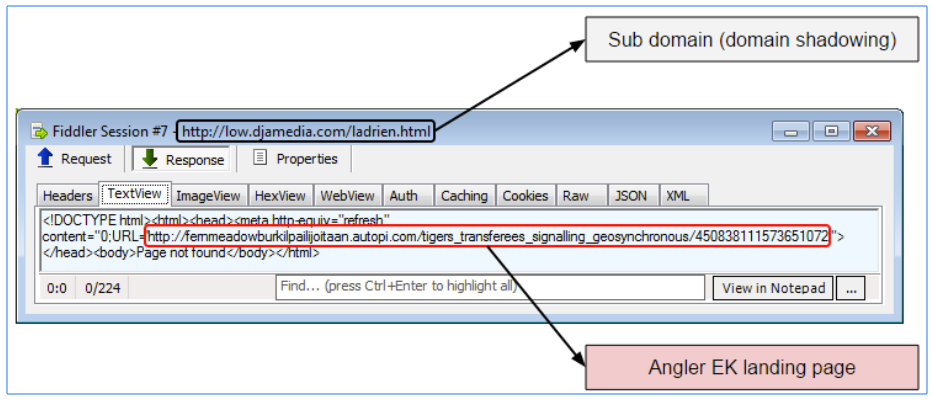 Sub domain (domain shadowing)
Fiddler Session #7 - http://low.djamedia.com/ladrien.html
Request Response Properties
Headers TextView ImageView HexView WebView Auth Caching Cookies Raw JSON XML
<!DOCTYPE html><html><head><meta http-equiv="refresh"
content="0;URL=http://femmeadowburkilpailijoitaan.autopi.com/tigers_transferees_signalling_geosynchronous/450838111573651072">
</head><body>Page not found</body></html>
0:0 0/224 Find... (press Ctrl+Enter to highlight all) View in Notepad ...
Angler EK landing page